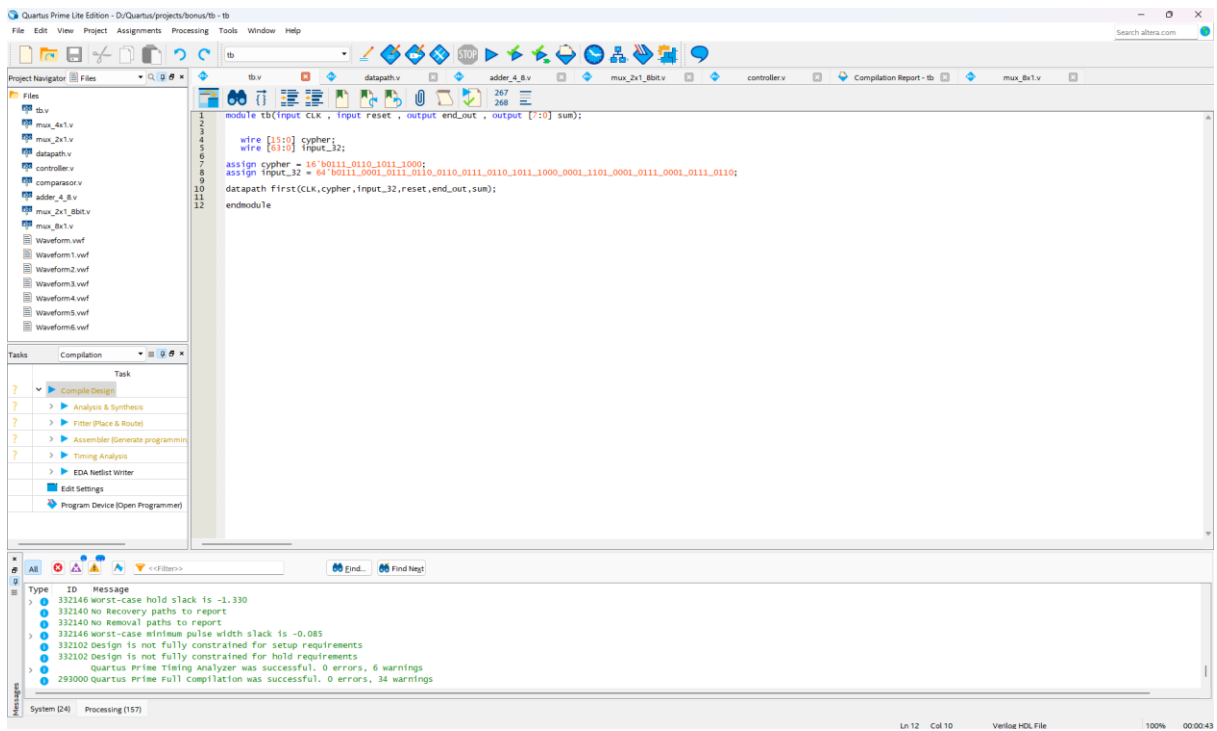 Quartus Prime Lite Edition - D:/Quartus/projects/bonus/tb - tb
File Edit View Project Assignments Processing Tools Window Help
Search altera.com
tb
Project Navigator Files
tb.v datapath.v adder_4_8.v mux_2x1_8bit.v controller.v Compilation Report - tb mux_8x1.v
Files
tb.v
mux_4x1.v
mux_2x1.v
datapath.v
controller.v
comparasor.v
adder_4_8.v
mux_2x1_8bit.v
mux_8x1.v
Waveform.vwf
Waveform1.vwf
Waveform2.vwf
Waveform3.vwf
Waveform4.vwf
Waveform5.vwf
Waveform6.vwf
267
268
1 module tb(input CLK , input reset , output end_out , output [7:0] sum);
2
3
4 wire [15:0] cypher;
5 wire [63:0] input_32;
6
7 assign cypher = 16'b0111_0110_1011_1000;
8 assign input_32 = 64'b0111_0001_0111_0110_0110_0111_0110_1011_1000_0001_1101_0001_0111_0001_0111_0110;
9
10 datapath first(CLK,cypher,input_32,reset,end_out,sum);
11
12 endmodule
Tasks Compilation
Task
Compile Design
Analysis & Synthesis
Fitter (Place & Route)
Assembler (Generate programmin
Timing Analysis
EDA Netlist Writer
Edit Settings
Program Device (Open Programmer)
All <<Filter>> Find... Find Next
Type ID Message
332146 Worst-case hold slack is -1.330
332140 No Recovery paths to report
332140 No Removal paths to report
332146 Worst-case minimum pulse width slack is -0.085
332102 Design is not fully constrained for setup requirements
332102 Design is not fully constrained for hold requirements
Quartus Prime Timing Analyzer was successful. 0 errors, 6 warnings
293000 Quartus Prime Full Compilation was successful. 0 errors, 34 warnings
Messages
System (24) Processing (157)
Ln 12 Col 10 Verilog HDL File 100% 00:00:43